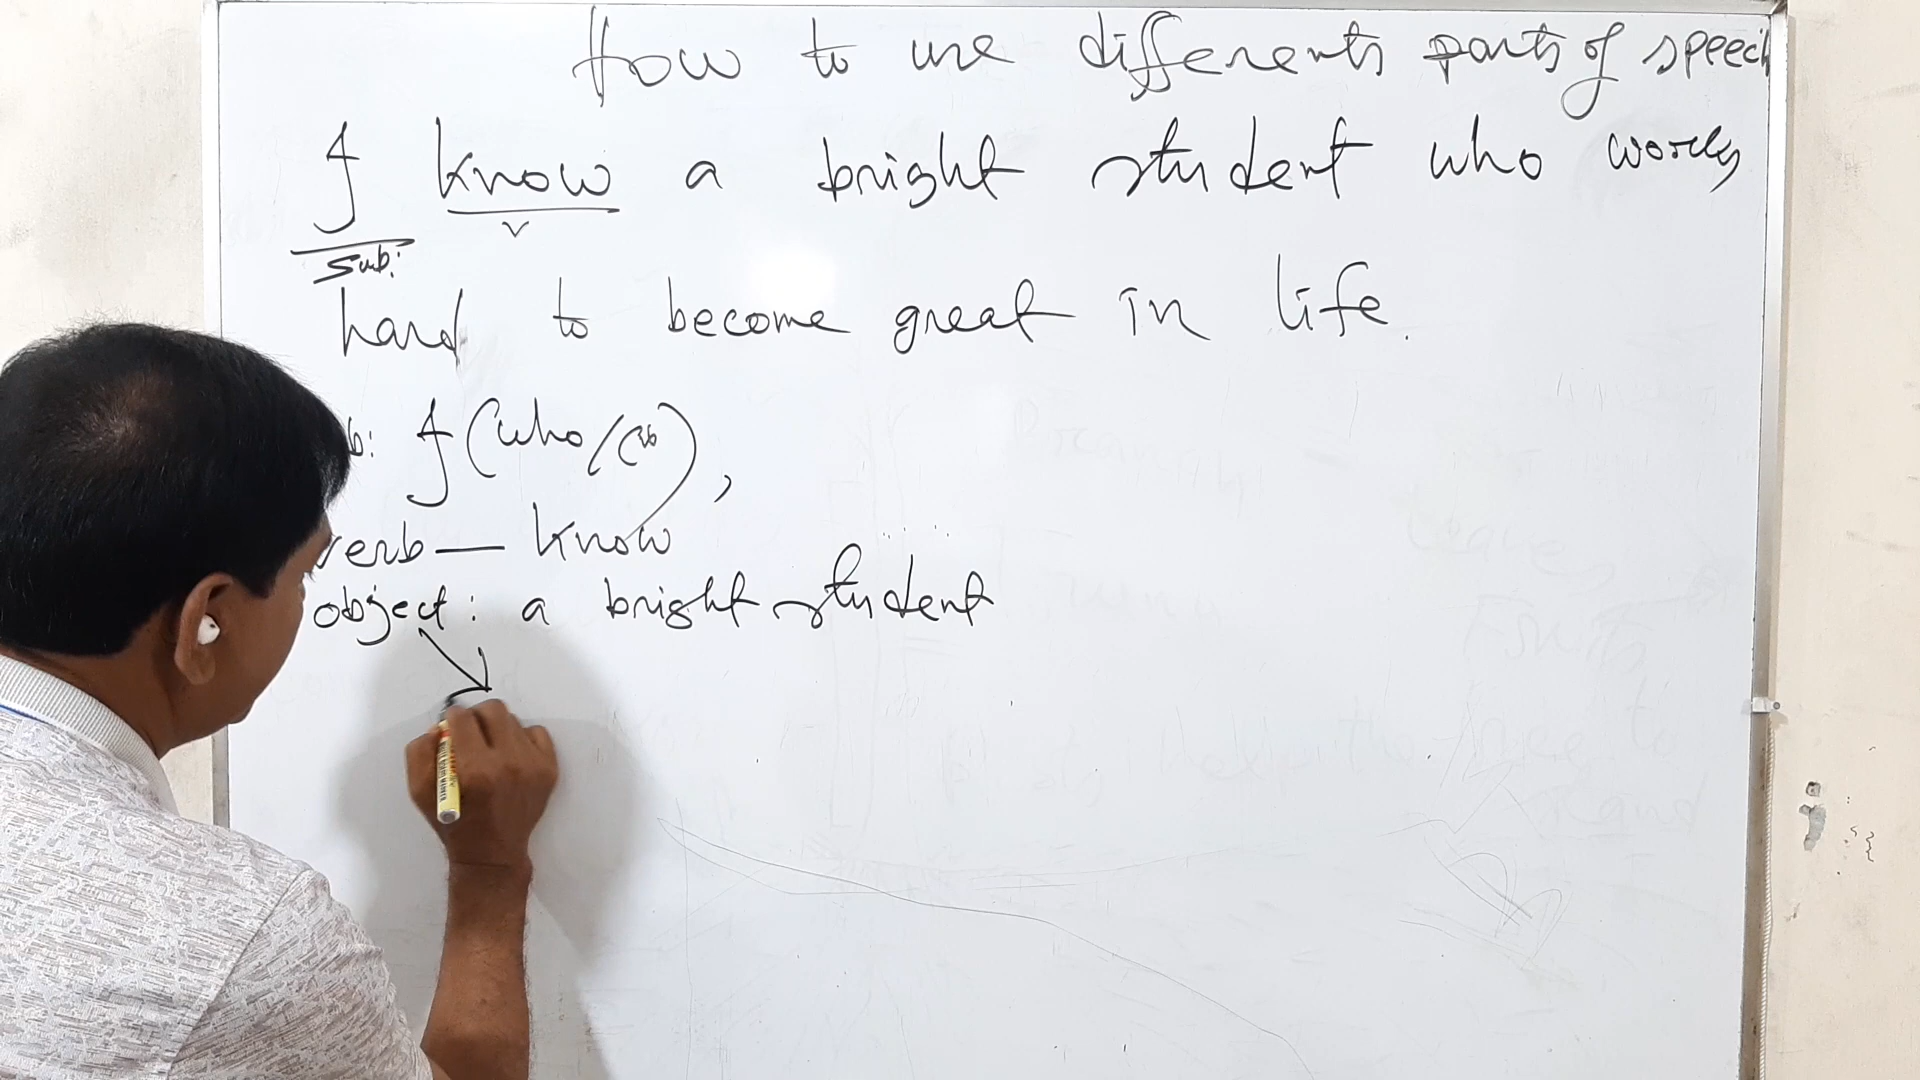 How to use differents parts of speech
I know a bright student who works
Sub: V
hard to become great in life.
b: I (who/
verb — know
object: a bright student